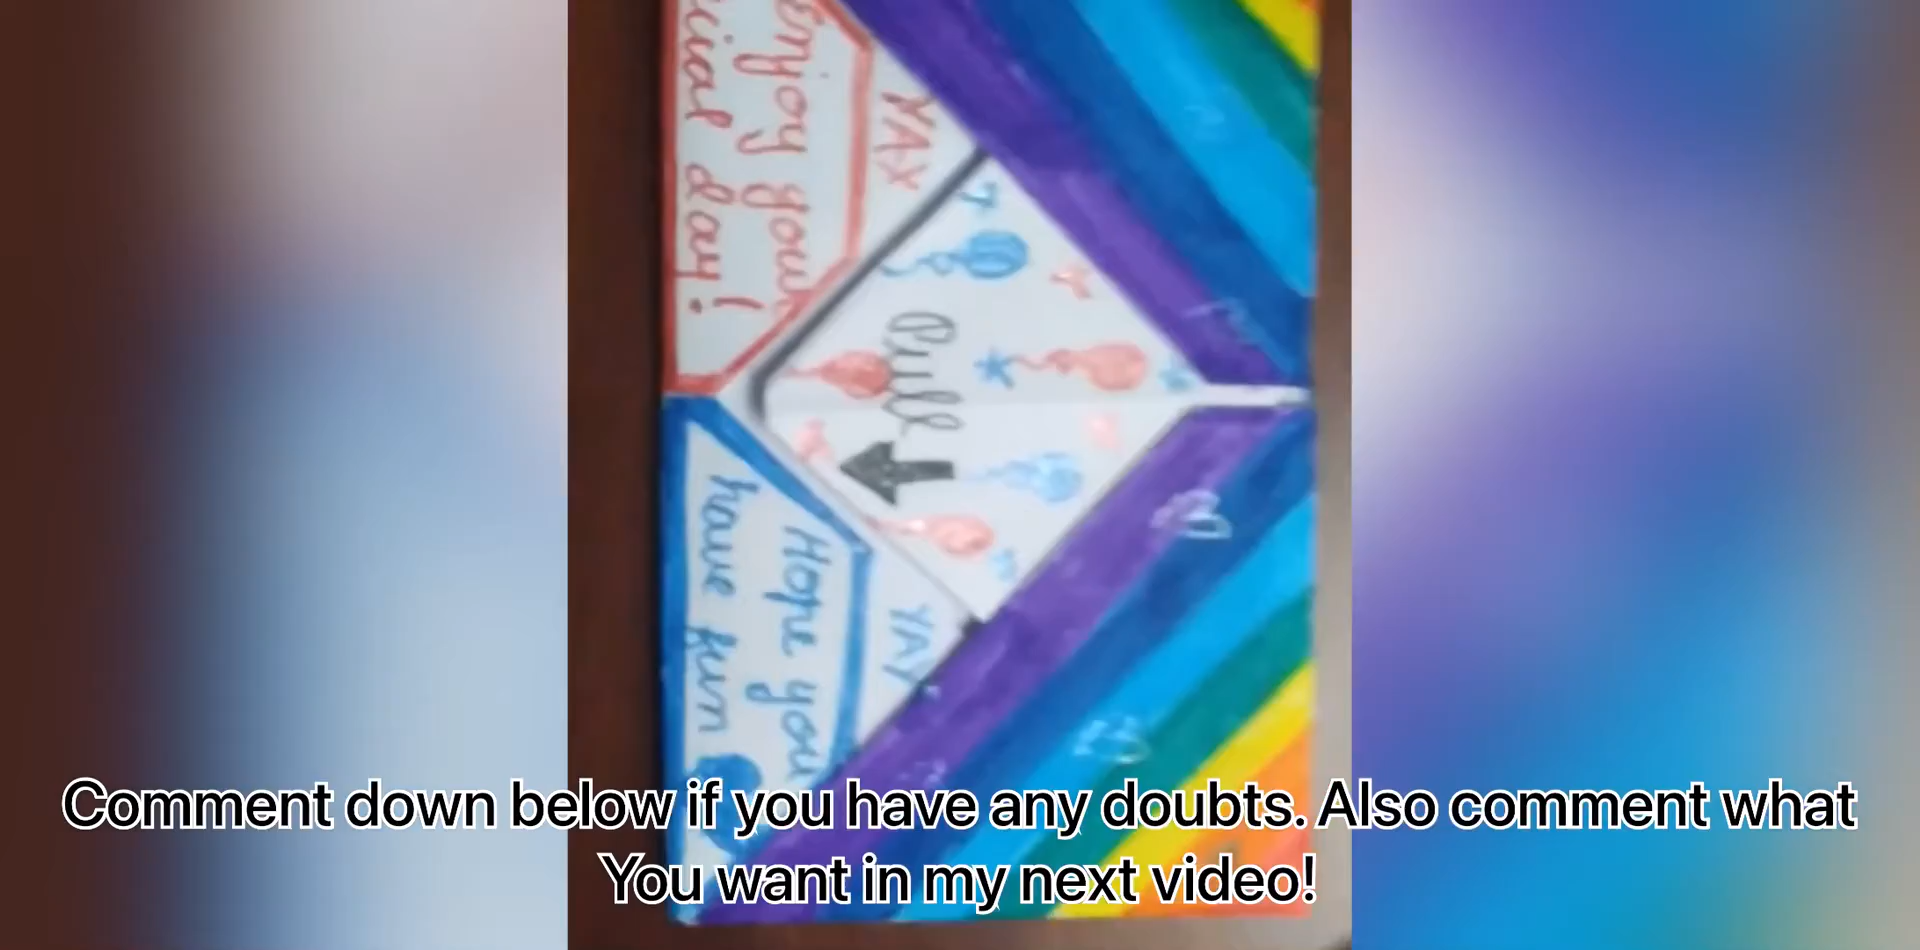 Enjoy your
cial day!
YAY
Pull
YAY
Hope you
have fun
Comment down below if you have any doubts. Also comment what
You want in my next video!